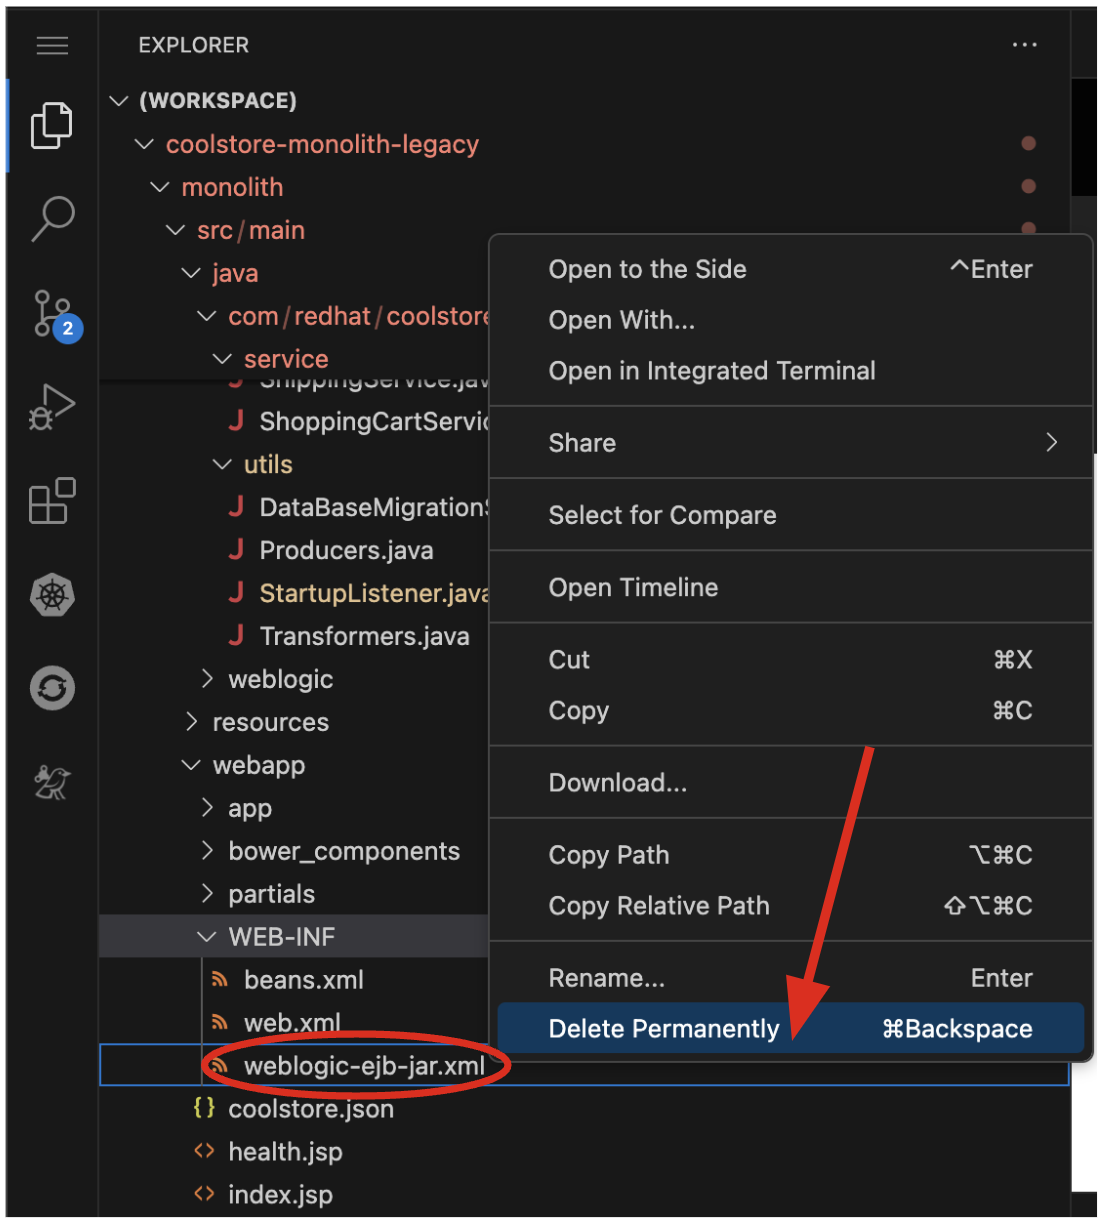 EXPLORER
(WORKSPACE)
coolstore-monolith-legacy
monolith
src/main
java
com/redhat/coolstore
service
ShippingService.jav
ShoppingCartServic
utils
DataBaseMigration
Producers.java
StartupListener.java
Transformers.java
weblogic
resources
webapp
app
bower_components
partials
WEB-INF
beans.xml
web.xml
weblogic-ejb-jar.xml
coolstore.json
health.jsp
index.jsp
2
Open to the Side ^Enter
Open With...
Open in Integrated Terminal
Share
Select for Compare
Open Timeline
Cut ⌘X
Copy ⌘C
Download...
Copy Path ⌥⌘C
Copy Relative Path ⇧⌥⌘C
Rename... Enter
Delete Permanently ⌘Backspace